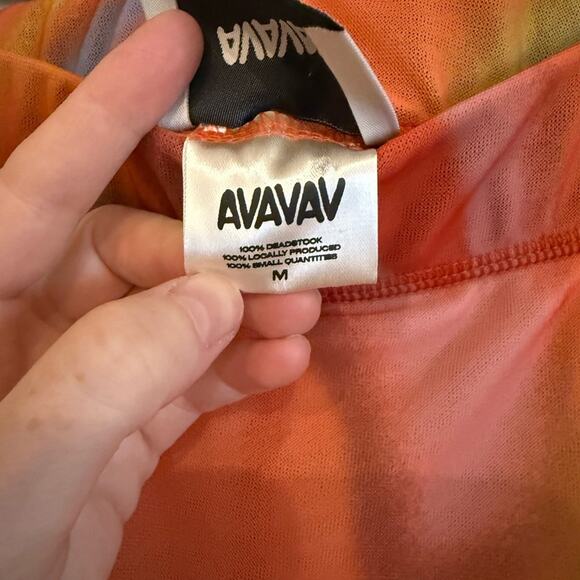 AVAVAV
AVAVAV
100% DEADSTOCK
100% LOCALLY PRODUCED
100% SMALL QUANTITIES
M